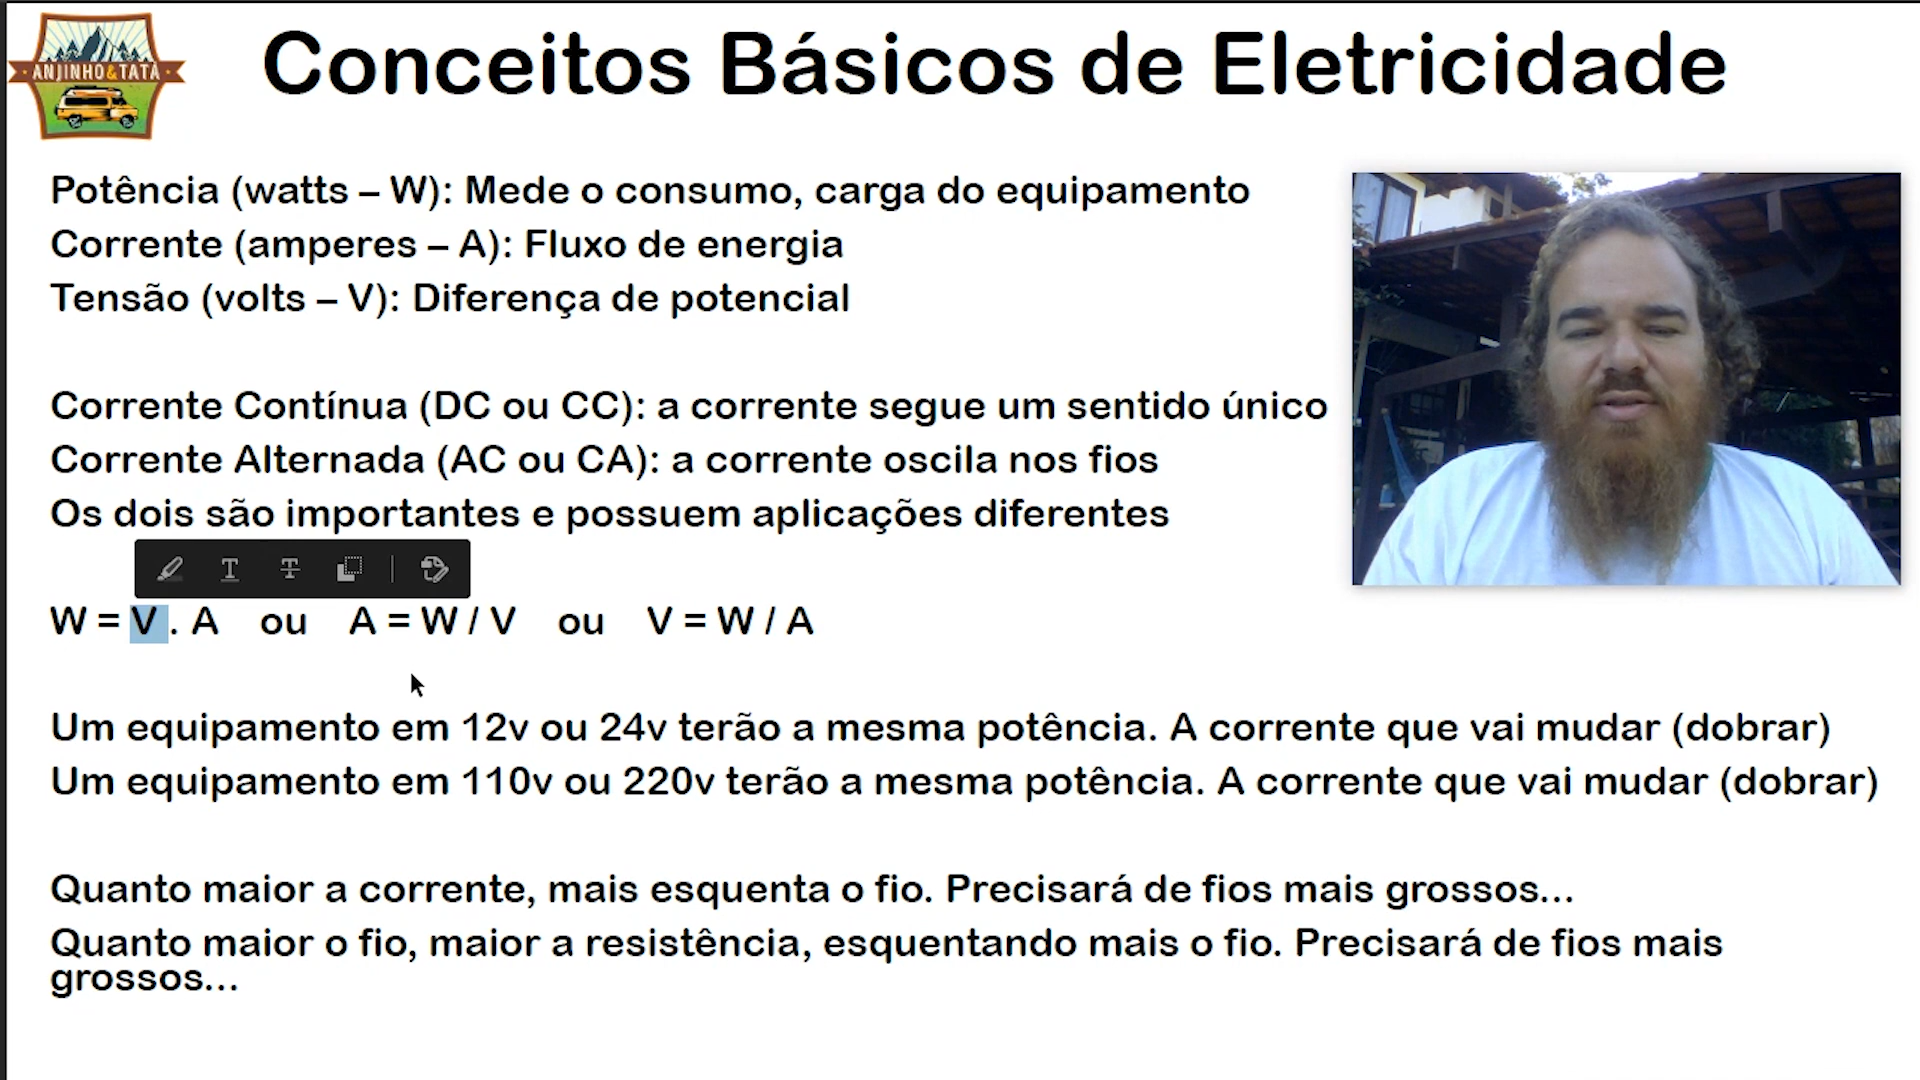 ANJINHO&TATÁ
Conceitos Básicos de Eletricidade
Potência (watts – W): Mede o consumo, carga do equipamento
Corrente (amperes – A): Fluxo de energia
Tensão (volts – V): Diferença de potencial
Corrente Contínua (DC ou CC): a corrente segue um sentido único
Corrente Alternada (AC ou CA): a corrente oscila nos fios
Os dois são importantes e possuem aplicações diferentes
W = V . A ou A = W / V ou V = W / A
Um equipamento em 12v ou 24v terão a mesma potência. A corrente que vai mudar (dobrar)
Um equipamento em 110v ou 220v terão a mesma potência. A corrente que vai mudar (dobrar)
Quanto maior a corrente, mais esquenta o fio. Precisará de fios mais grossos...
Quanto maior o fio, maior a resistência, esquentando mais o fio. Precisará de fios mais
grossos...